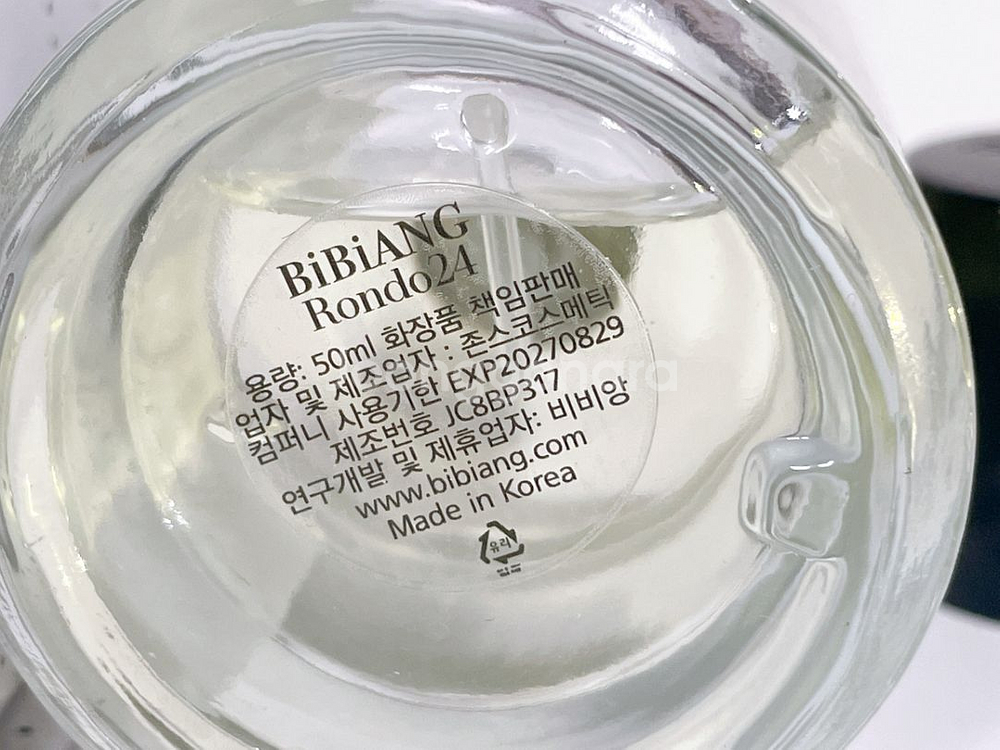 BiBiANG
Rondo24
용량: 50ml 화장품 책임판매
업자 및 제조업자 : 존스코스메틱
컴퍼니 사용기한 EXP20270829
제조번호 JC8BP317
연구개발 및 제휴업자: 비비앙
www.bibiang.com
Made in Korea
유리